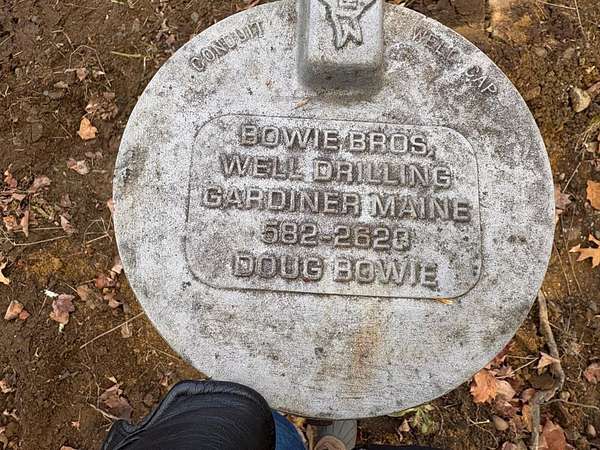 CONDUIT WELL CAP
BOWIE BROS.
WELL DRILLING
GARDINER MAINE
582-2620
DOUG BOWIE